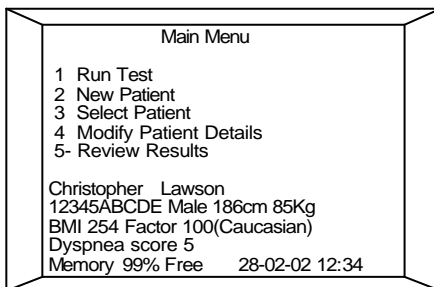 Main Menu
1 Run Test
2 New Patient
3 Select Patient
4 Modify Patient Details
5- Review Results
Christopher Lawson
12345ABCDE Male 186cm 85Kg
BMI 254 Factor 100(Caucasian)
Dyspnea score 5
Memory 99% Free 28-02-02 12:34